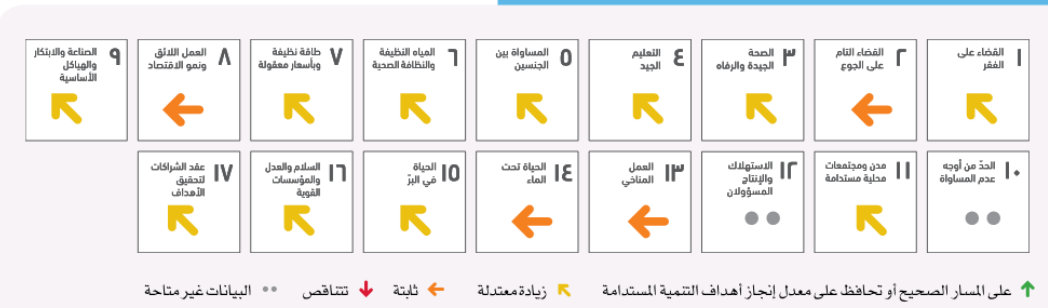 ١ القضاء على
الفقر
٢ القضاء التام
على الجوع
٣ الصحة
الجيدة والرفاه
٤ التعليم
الجيد
٥ المساواة بين
الجنسين
٦ المياه النظيفة
والنظافة الصحية
٧ طاقة نظيفة
وبأسعار معقولة
٨ العمل اللائق
ونمو الاقتصاد
٩ الصناعة والابتكار
والهياكل
الأساسية
١٠ الحدّ من أوجه
عدم المساواة
١١ مدن ومجتمعات
محلية مستدامة
١٢ الاستهلاك
والإنتاج
المسؤولان
١٣ العمل
المناخي
١٤ الحياة تحت
الماء
١٥ الحياة
في البرّ
١٦ السلام والعدل
والمؤسسات
القوية
١٧ عقد الشراكات
لتحقيق
الأهداف
على المسار الصحيح أو تحافظ على معدل إنجاز أهداف التنمية المستدامة زيادة معتدلة ثابتة تتناقص البيانات غير متاحة